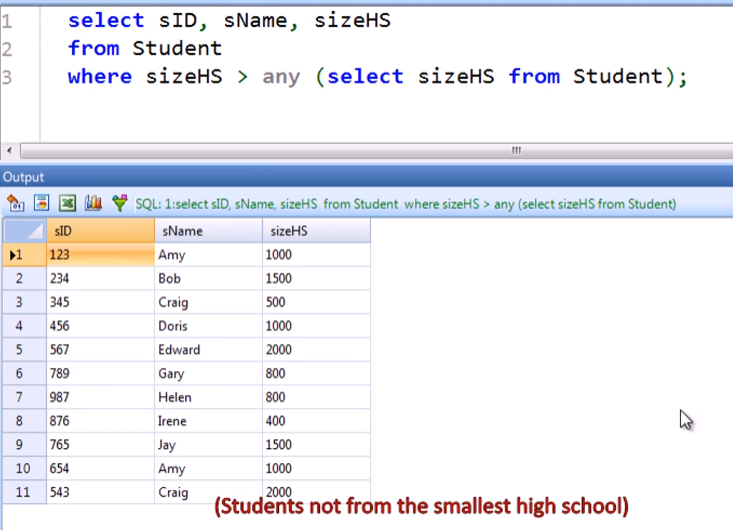 1 select sID, sName, sizeHS
2 from Student
3 where sizeHS > any (select sizeHS from Student);
Output
SQL: 1:select sID, sName, sizeHS from Student where sizeHS > any (select sizeHS from Student)
sID sName sizeHS
1 123 Amy 1000
2 234 Bob 1500
3 345 Craig 500
4 456 Doris 1000
5 567 Edward 2000
6 789 Gary 800
7 987 Helen 800
8 876 Irene 400
9 765 Jay 1500
10 654 Amy 1000
11 543 Craig 2000
(Students not from the smallest high school)